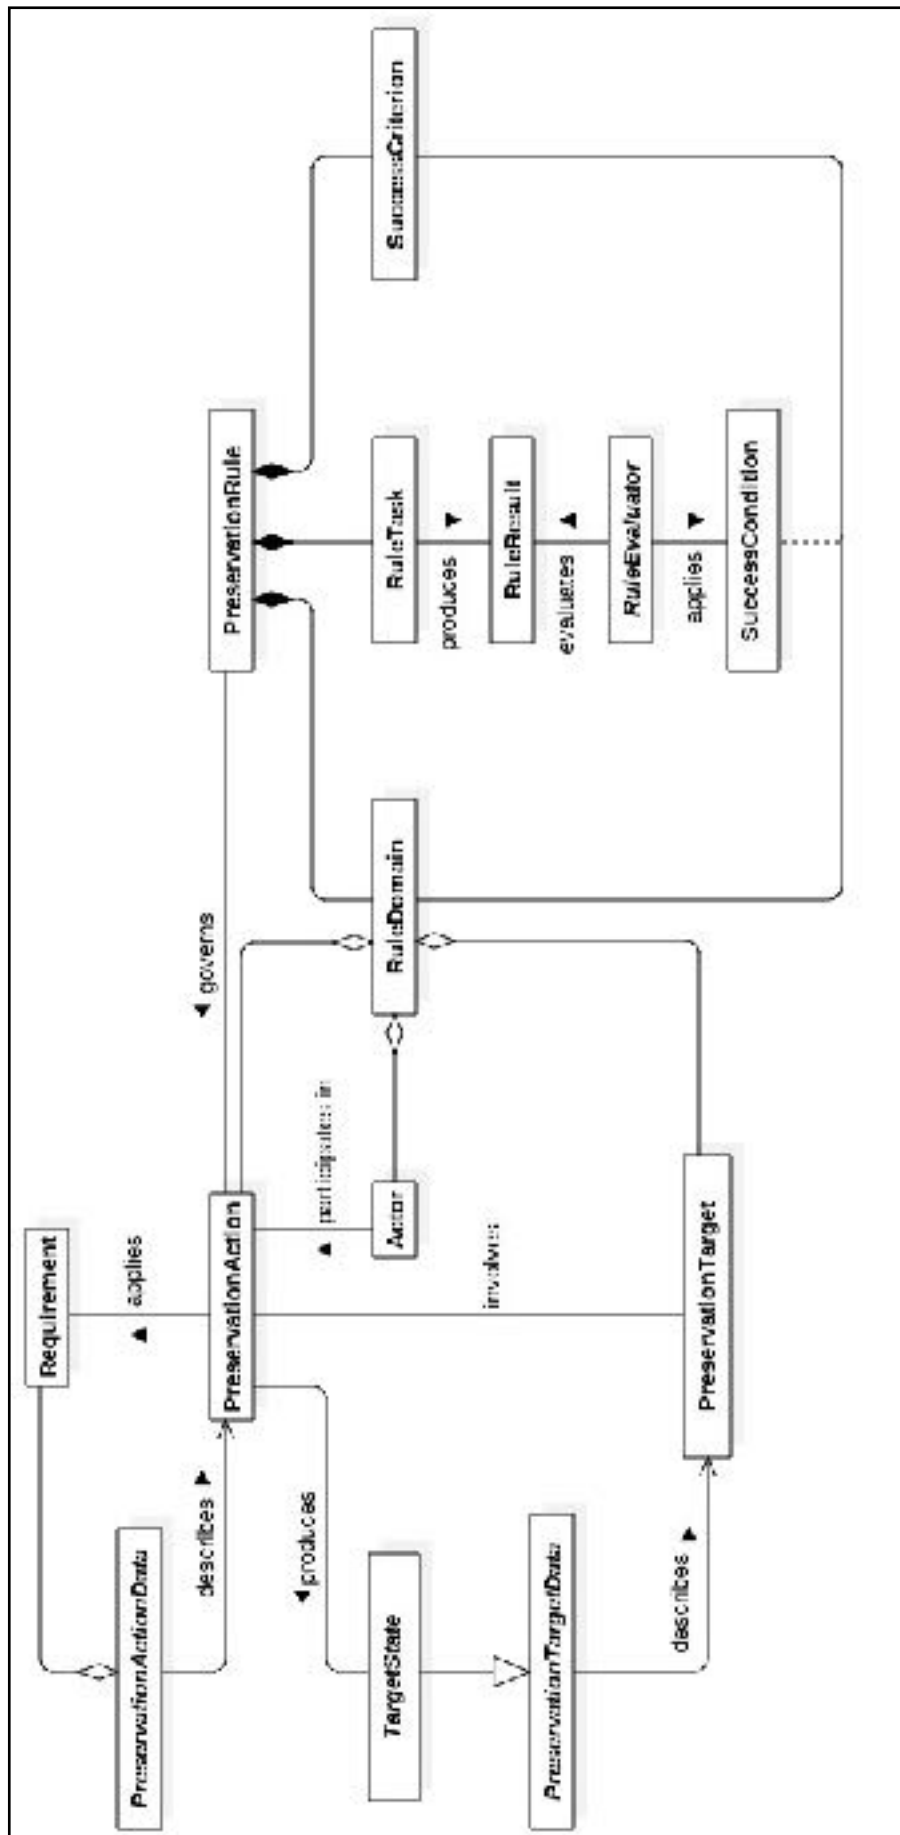 Requirement
▲ applies
PreservationActionData
describes ▼
PreservationAction
◀ governs
PreservationRule
◀ produces
▲ participates in
TargetState
Actor
RuleDomain
RuleTask
SuccessCriterion
produces ▼
involves
RuleResult
evaluates ▲
PreservationTargetData
RuleEvaluator
applies ▼
describes ▼
PreservationTarget
SuccessCondition